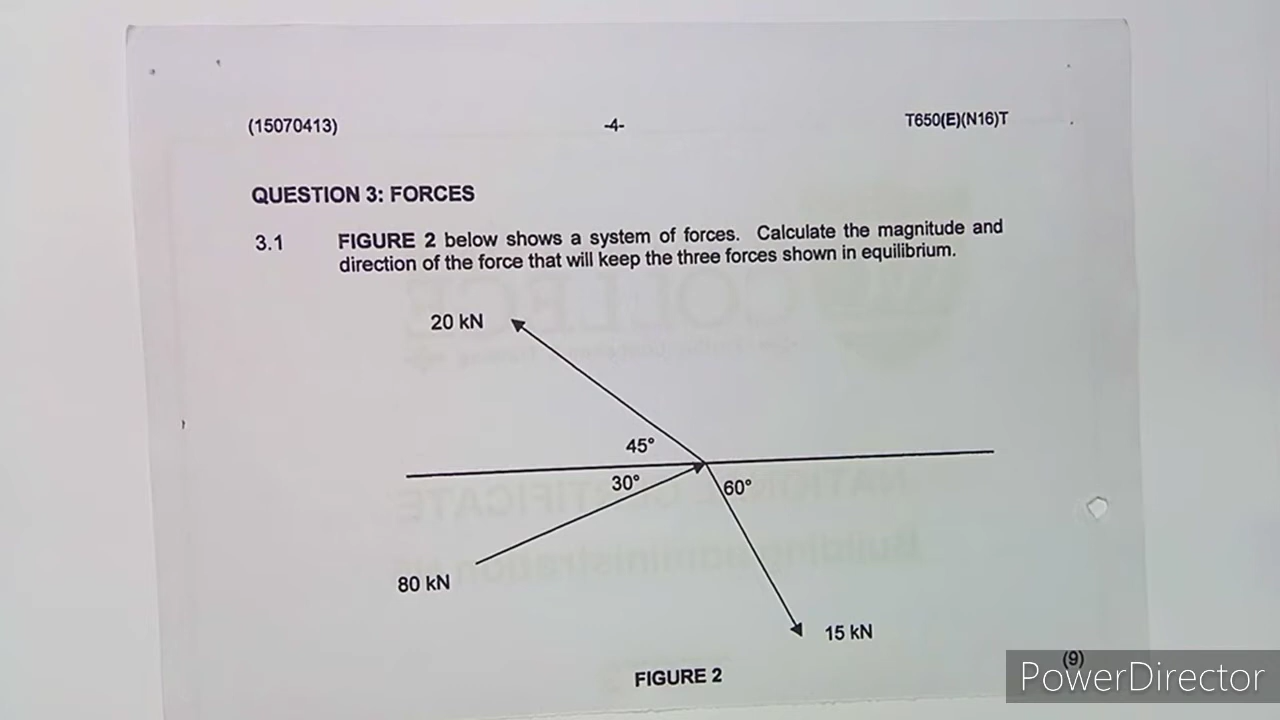 (15070413) -4- T650(E)(N16)T
QUESTION 3: FORCES
3.1 FIGURE 2 below shows a system of forces. Calculate the magnitude and
direction of the force that will keep the three forces shown in equilibrium.
20 kN
45°
30° 60°
80 kN
15 kN
(9)
FIGURE 2
PowerDirector